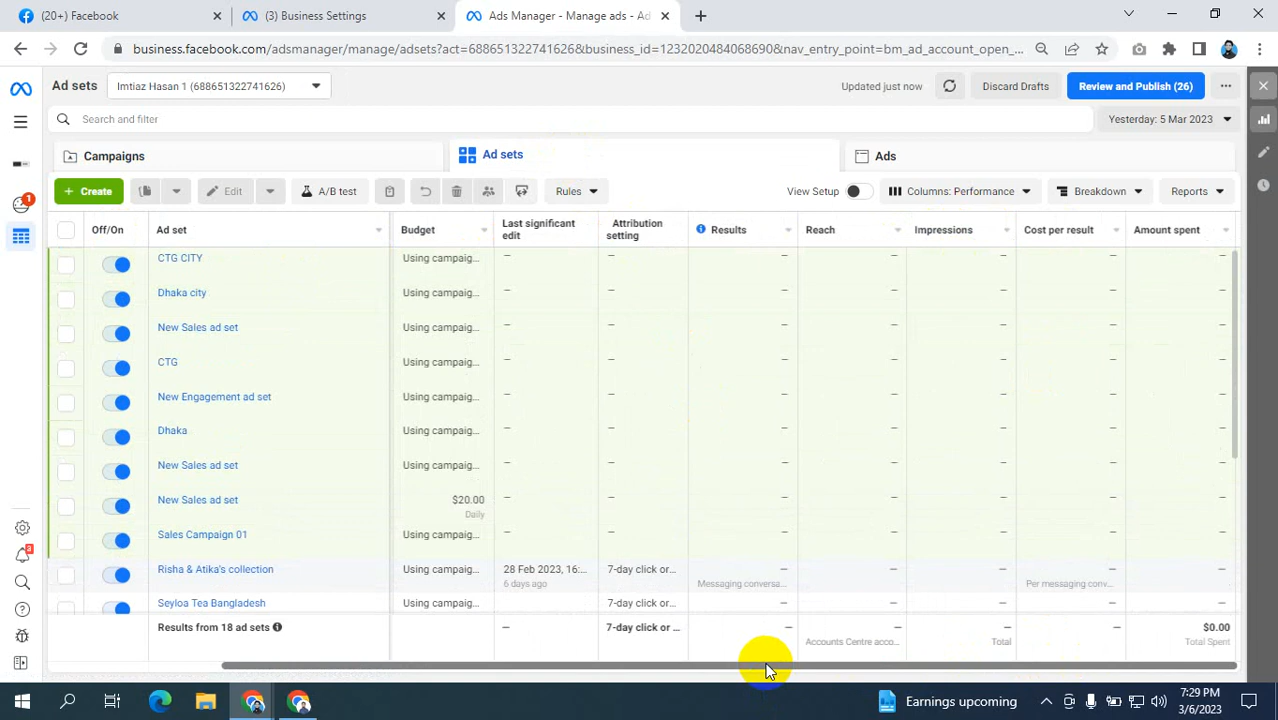 (20+) Facebook
(3) Business Settings
Ads Manager - Manage ads - Ad
business.facebook.com/adsmanager/manage/adsets?act=688651322741626&business_id=1232020484068690&nav_entry_point=bm_ad_account_open_...
Ad sets
Imtiaz Hasan 1 (688651322741626)
Updated just now
Discard Drafts
Review and Publish (26)
Search and filter
Yesterday: 5 Mar 2023
Campaigns
Ad sets
Ads
+ Create
Edit
A/B test
Rules
View Setup
Columns: Performance
Breakdown
Reports
1
Off/On
Ad set
Budget
Last significant edit
Attribution setting
Results
Reach
Impressions
Cost per result
Amount spent
CTG CITY
Using campaig...
— — — — — — —
Dhaka city
Using campaig...
— — — — — — —
New Sales ad set
Using campaig...
— — — — — — —
CTG
Using campaig...
— — — — — — —
New Engagement ad set
Using campaig...
— — — — — — —
Dhaka
Using campaig...
— — — — — — —
New Sales ad set
Using campaig...
— — — — — — —
New Sales ad set
$20.00
— — — — — — —
Daily
Sales Campaign 01
Using campaig...
— — — — — — —
Risha & Atika's collection
Using campaig...
28 Feb 2023, 16:...
7-day click or...
— — — — —
6 days ago
Messaging conversa...
Per messaging conv...
Seyloa Tea Bangladesh
Using campaig...
— 7-day click or... — — — — —
Results from 18 ad sets
— 7-day click or ... — — — — $0.00
Accounts Centre acco...
Total
Total Spent
3
Earnings upcoming
7:29 PM
3/6/2023